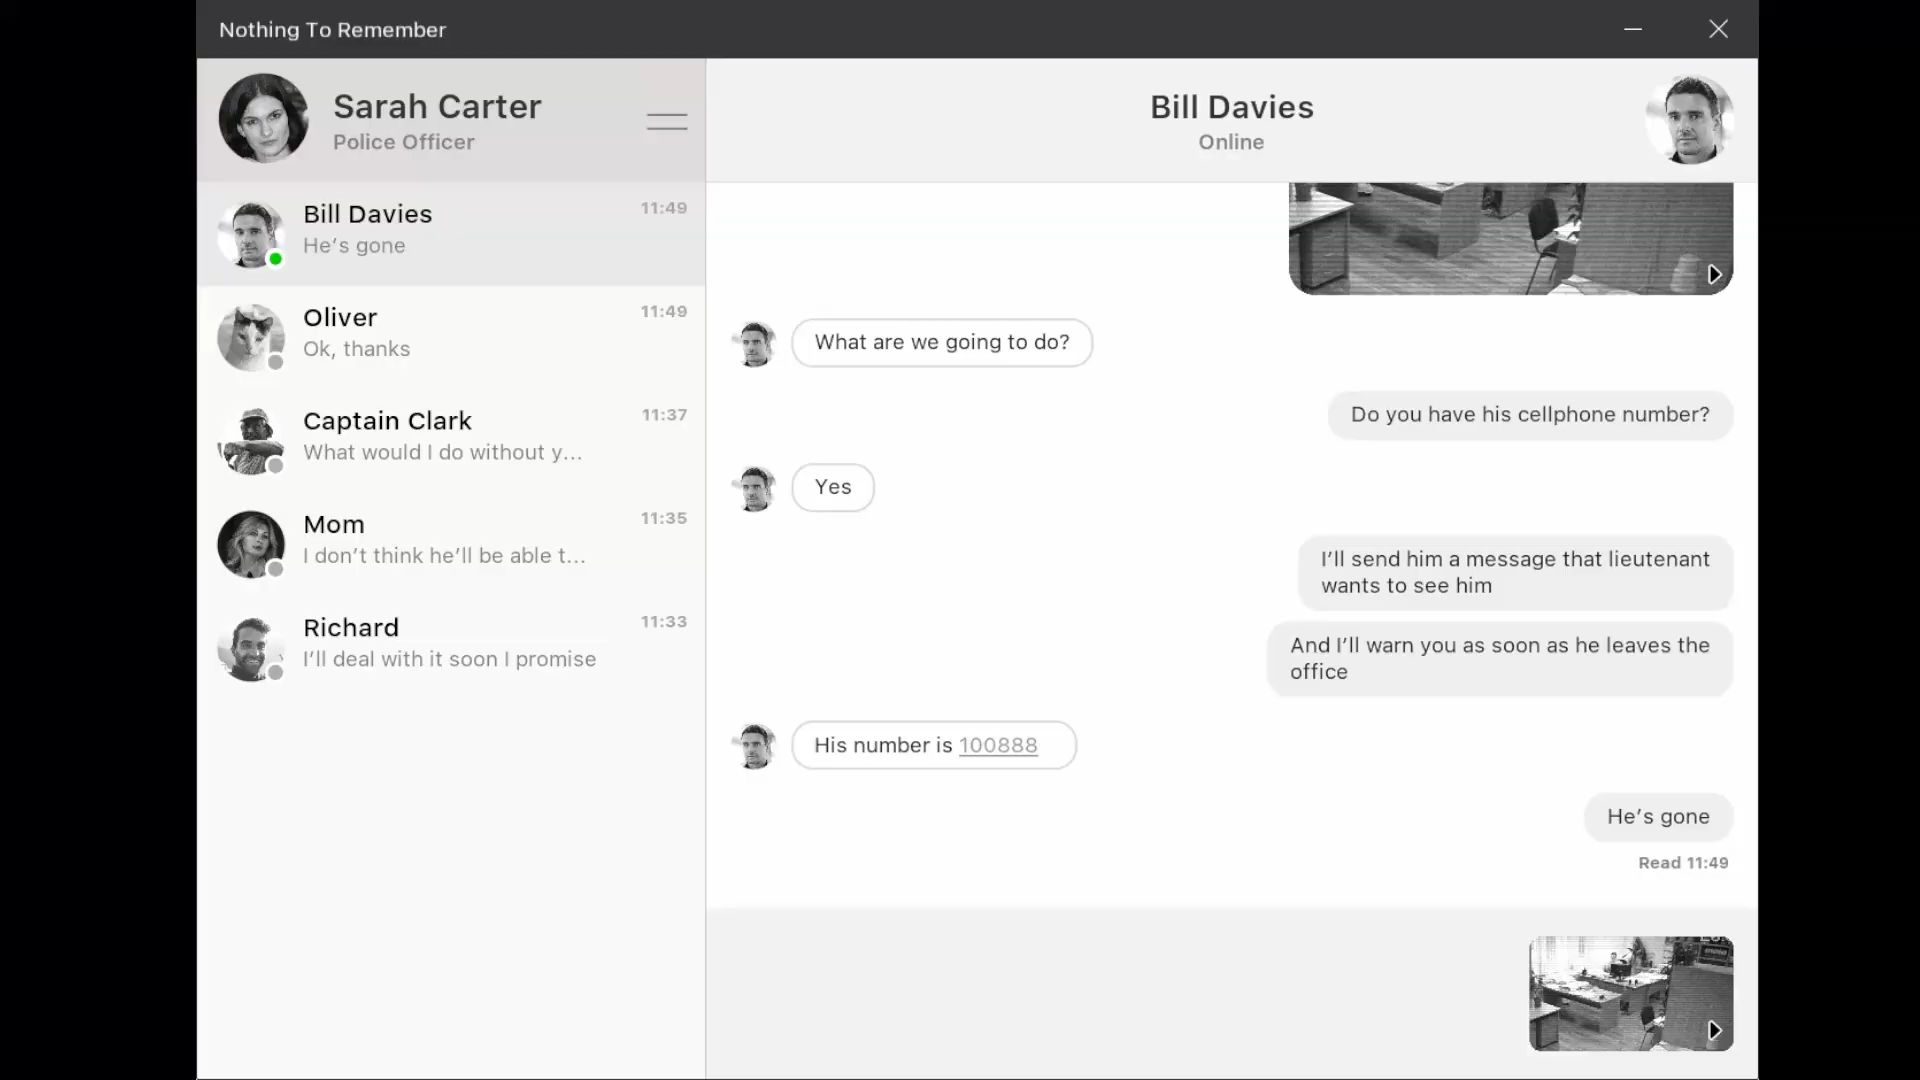 Nothing To Remember
Sarah Carter
Police Officer
Bill Davies
11:49
He’s gone
Oliver
11:49
Ok, thanks
Captain Clark
11:37
What would I do without y...
Mom
11:35
I don’t think he’ll be able t...
Richard
11:33
I’ll deal with it soon I promise
Bill Davies
Online
What are we going to do?
Do you have his cellphone number?
Yes
I’ll send him a message that lieutenant
wants to see him
And I’ll warn you as soon as he leaves the
office
His number is 100888
He’s gone
Read 11:49